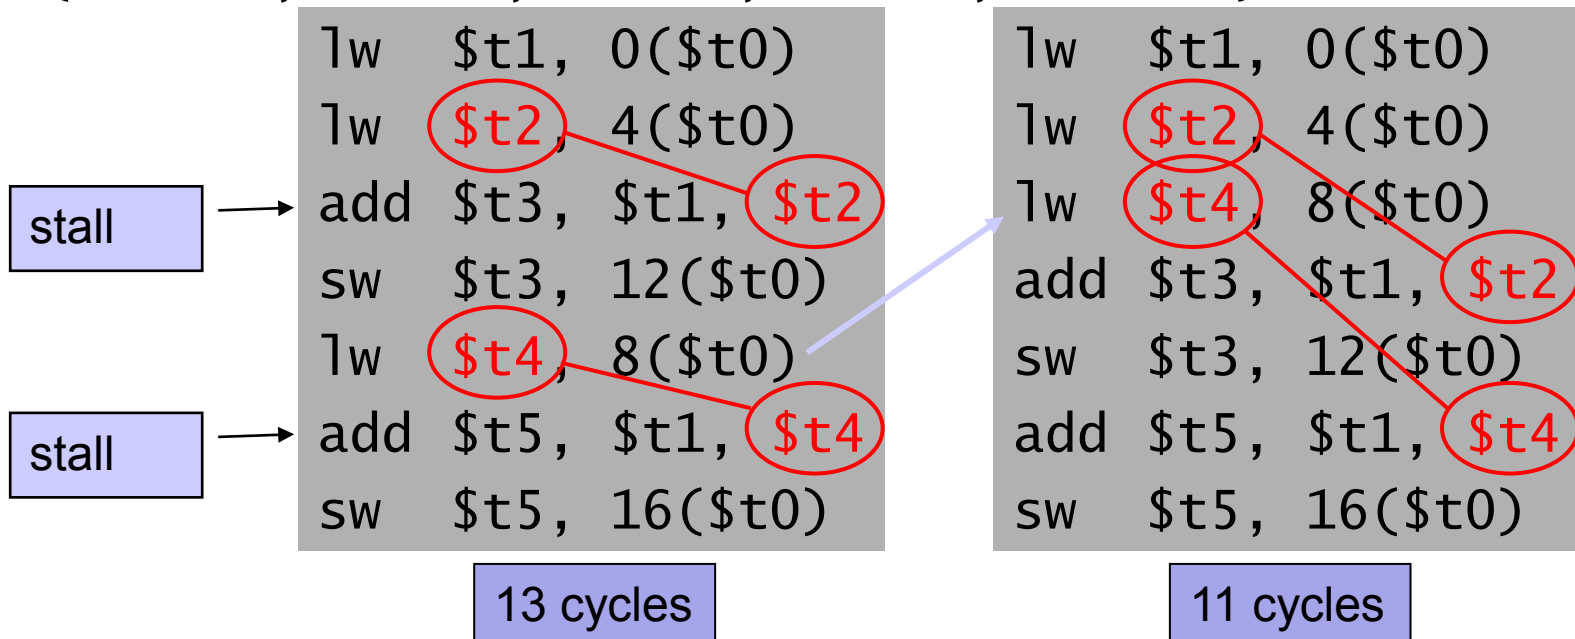 lw $t1, 0($t0)
lw $t2, 4($t0)
add $t3, $t1, $t2
sw $t3, 12($t0)
lw $t4, 8($t0)
add $t5, $t1, $t4
sw $t5, 16($t0)
stall
stall
13 cycles
lw $t1, 0($t0)
lw $t2, 4($t0)
lw $t4, 8($t0)
add $t3, $t1, $t2
sw $t3, 12($t0)
add $t5, $t1, $t4
sw $t5, 16($t0)
11 cycles